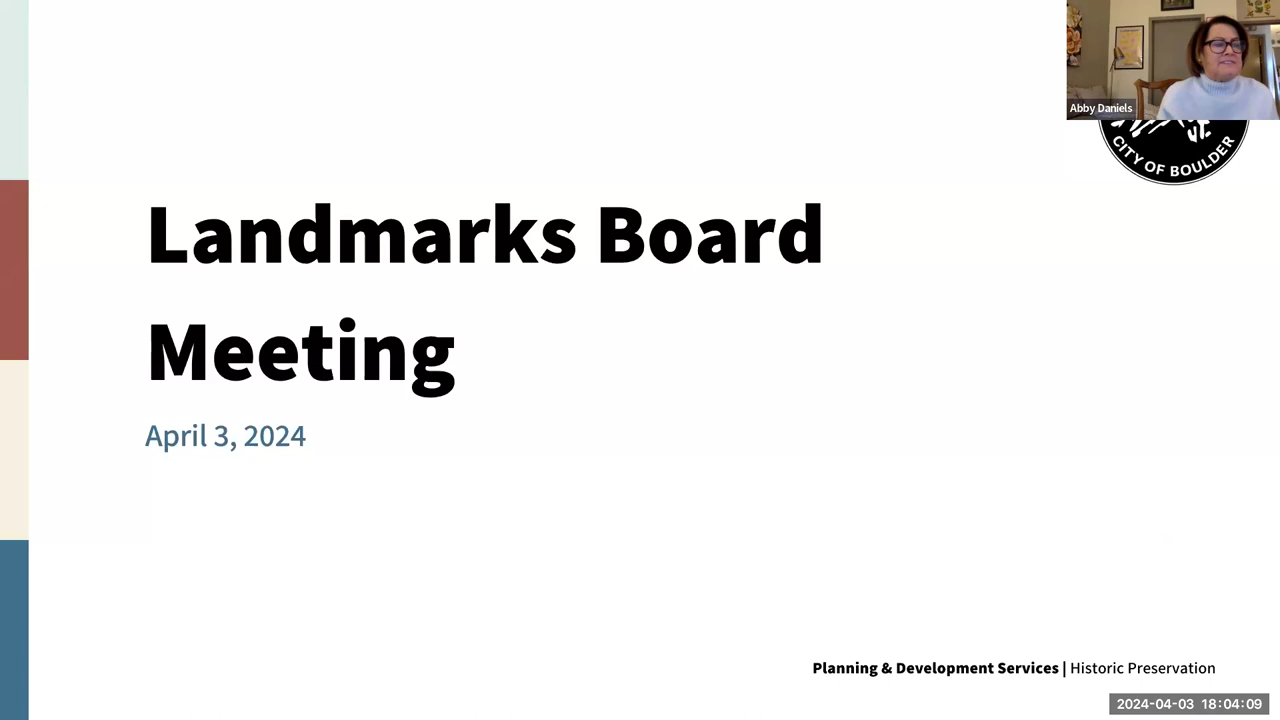 Abby Daniels
CITY OF BOULDER
Landmarks Board
Meeting
April 3, 2024
Planning & Development Services | Historic Preservation
2024-04-03 18:04:09